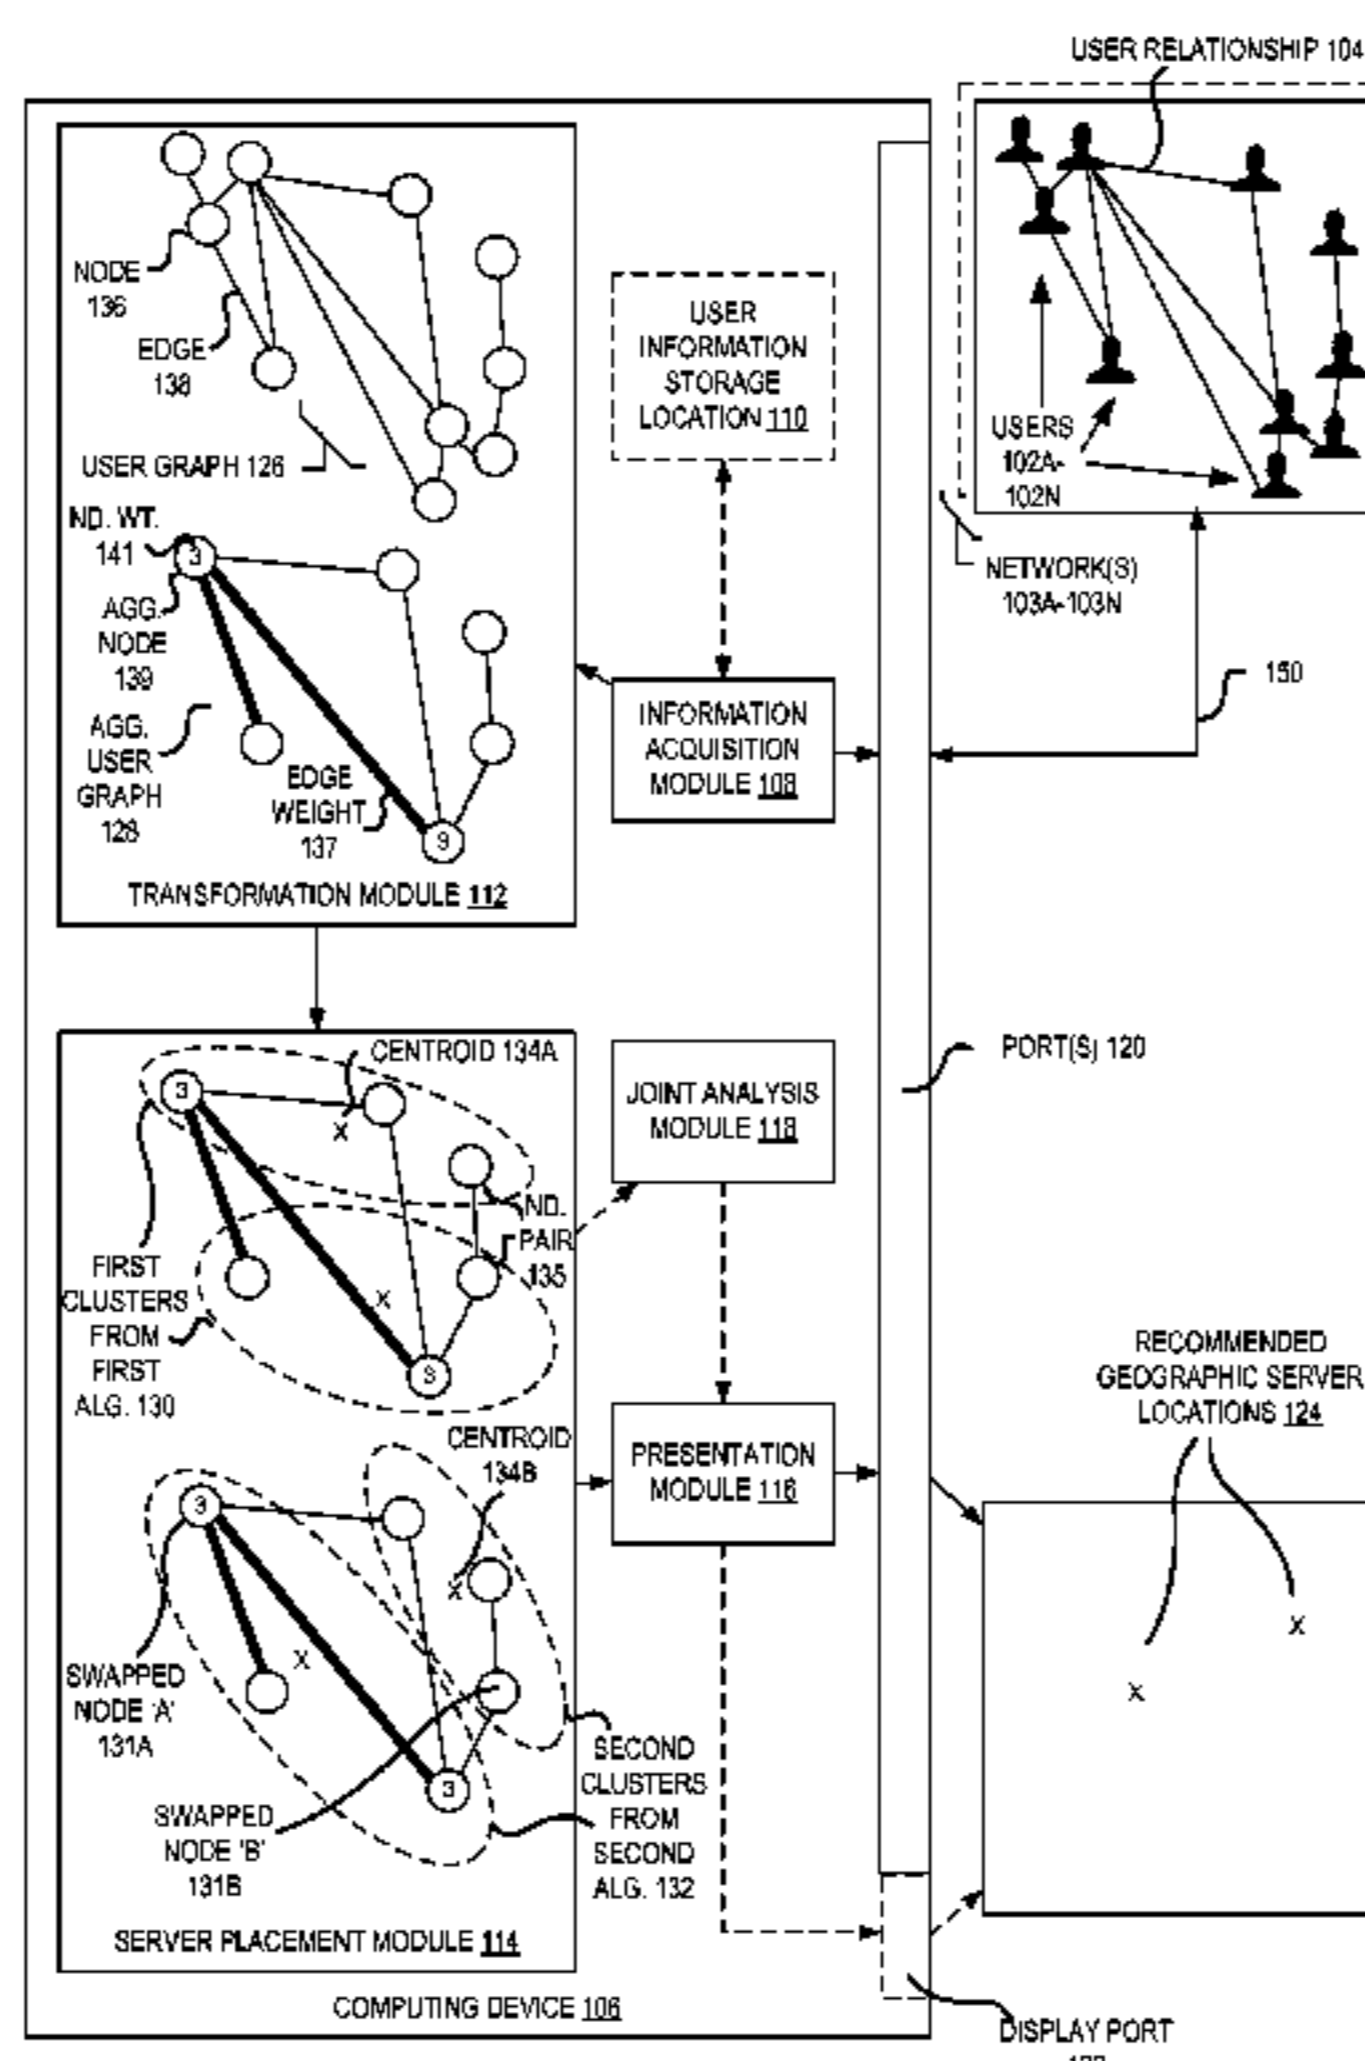 USER RELATIONSHIP 104
NODE
136
EDGE
138
USER GRAPH 126
ND. WT.
141
3
AGG.
NODE
139
AGG.
USER
GRAPH
128
EDGE
WEIGHT
137
9
TRANSFORMATION MODULE 112
USER
INFORMATION
STORAGE
LOCATION 110
INFORMATION
ACQUISITION
MODULE 108
USERS
102A-
102N
NETWORK(S)
103A-103N
150
PORT(S) 120
CENTROID 134A
3
X
ND.
PAIR
135
X
FIRST
CLUSTERS
FROM
FIRST
ALG. 130
JOINT ANALYSIS
MODULE 118
CENTROID
134B
3
X
X
SWAPPED
NODE 'A'
131A
3
SWAPPED
NODE 'B'
131B
SECOND
CLUSTERS
FROM
SECOND
ALG. 132
PRESENTATION
MODULE 116
SERVER PLACEMENT MODULE 114
COMPUTING DEVICE 106
RECOMMENDED
GEOGRAPHIC SERVER
LOCATIONS 124
X
X
DISPLAY PORT